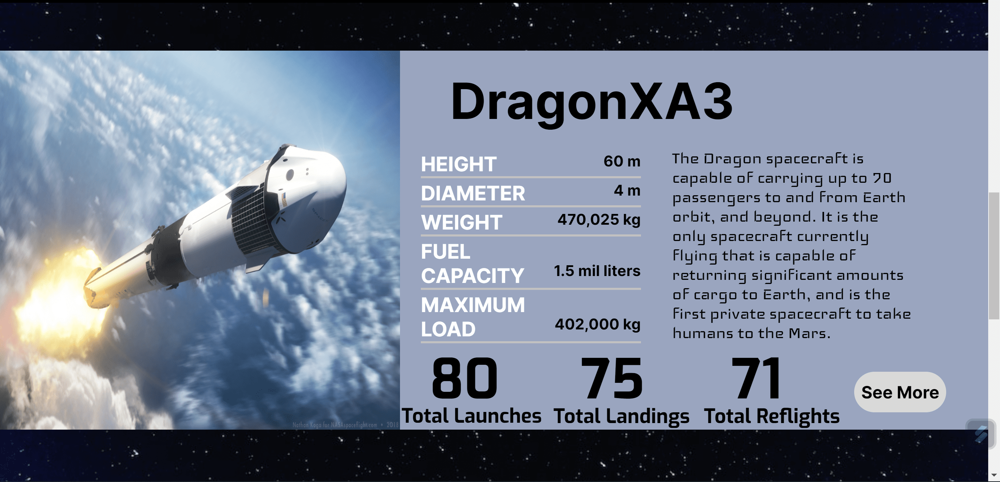 DragonXA3
HEIGHT 60 m
DIAMETER 4 m
WEIGHT 470,025 kg
FUEL
CAPACITY 1.5 mil liters
MAXIMUM
LOAD 402,000 kg
The Dragon spacecraft is
capable of carrying up to 70
passengers to and from Earth
orbit, and beyond. It is the
only spacecraft currently
flying that is capable of
returning significant amounts
of cargo to Earth, and is the
first private spacecraft to take
humans to the Mars.
80 75 71
Total Launches Total Landings Total Reflights
See More
Nathan Koga for NASAspaceflight.com • 2018